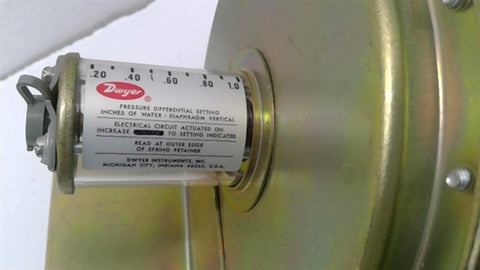 .20 .40 .60 .80 1.0
Dwyer ®
PRESSURE DIFFERENTIAL SETTING
INCHES OF WATER - DIAPHRAGM VERTICAL
ELECTRICAL CIRCUIT ACTUATED ON
INCREASE TO SETTING INDICATED
READ AT OUTER EDGE
OF SPRING RETAINER
DWYER INSTRUMENTS, INC.
MICHIGAN CITY, INDIANA 46360, U.S.A.